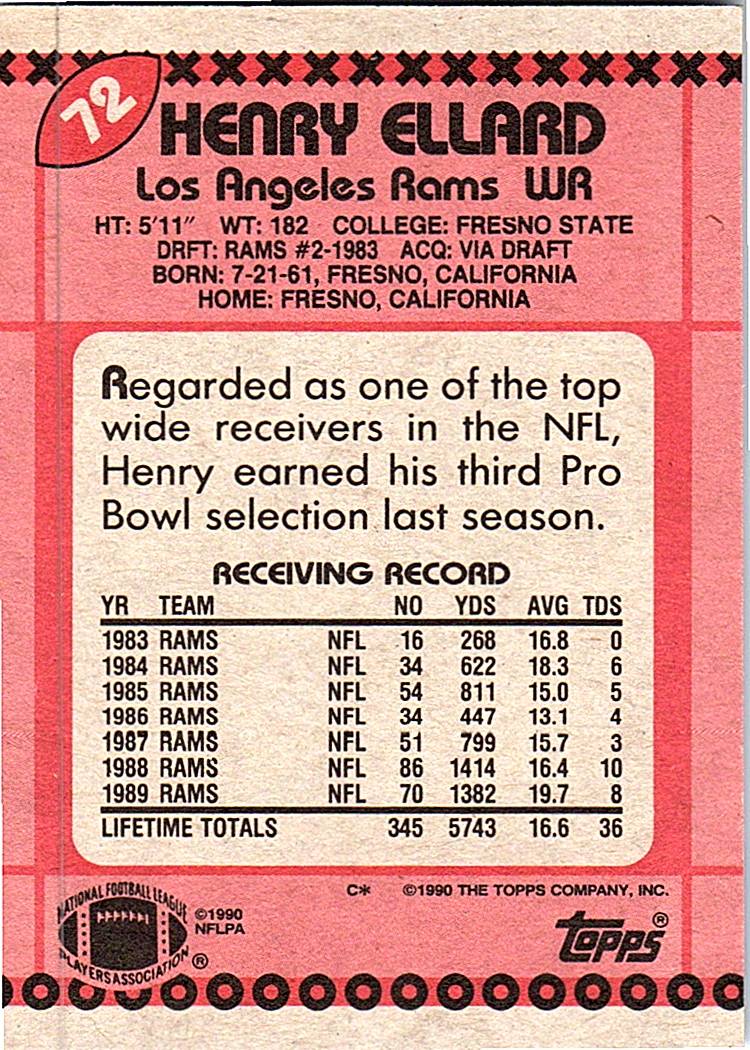 72
HENRY ELLARD
Los Angeles Rams WR
HT: 5'11" WT: 182 COLLEGE: FRESNO STATE
DRFT: RAMS #2-1983 ACQ: VIA DRAFT
BORN: 7-21-61, FRESNO, CALIFORNIA
HOME: FRESNO, CALIFORNIA
Regarded as one of the top
wide receivers in the NFL,
Henry earned his third Pro
Bowl selection last season.
RECEIVING RECORD
YR TEAM NO YDS AVG TDS
1983 RAMS NFL 16 268 16.8 0
1984 RAMS NFL 34 622 18.3 6
1985 RAMS NFL 54 811 15.0 5
1986 RAMS NFL 34 447 13.1 4
1987 RAMS NFL 51 799 15.7 3
1988 RAMS NFL 86 1414 16.4 10
1989 RAMS NFL 70 1382 19.7 8
LIFETIME TOTALS 345 5743 16.6 36
C* ©1990 THE TOPPS COMPANY, INC.
NATIONAL FOOTBALL LEAGUE
PLAYERS ASSOCIATION ®
©1990
NFLPA
topps®